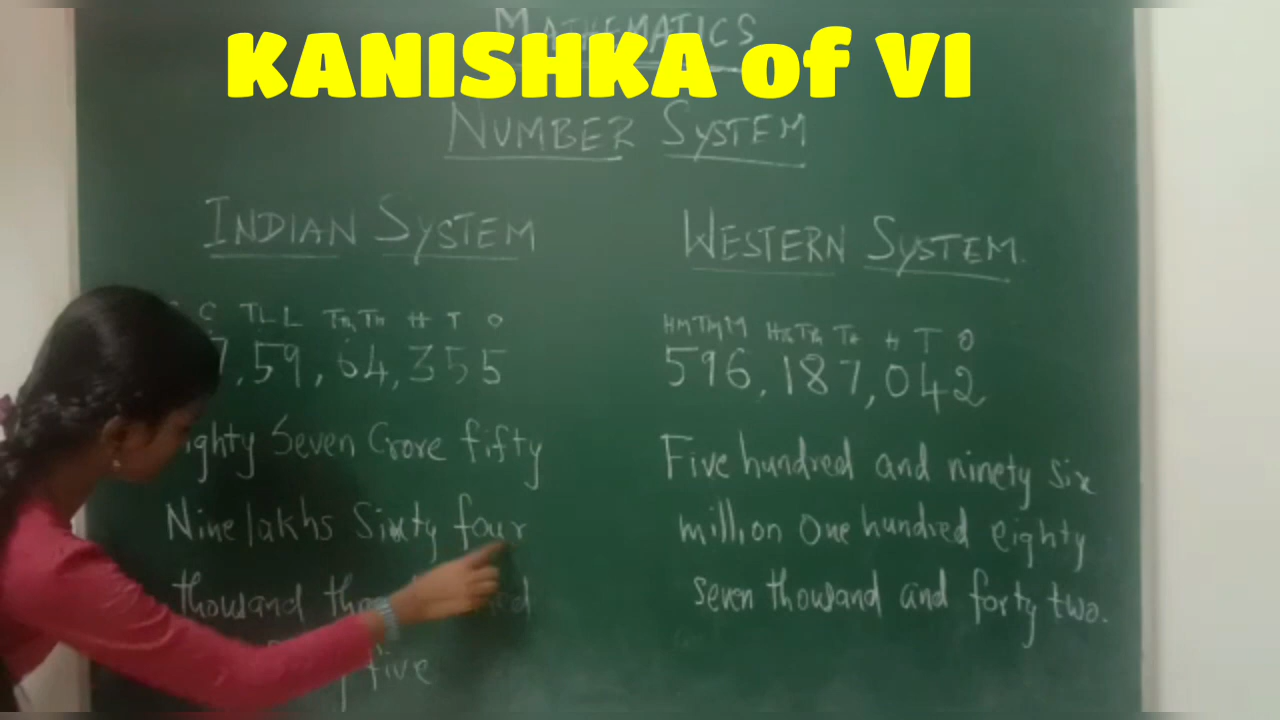 KANISHKA of VI
MATHEMATICS
NUMBER SYSTEM
INDIAN SYSTEM
C TL L TTh Th H T O
7,59,64,355
Seven Crore fifty
Nine lakhs Sixty four
thousand
five
WESTERN SYSTEM.
HM TM M HTh TTh Th H T O
596,187,042
Five hundred and ninety six
million One hundred eighty
seven thousand and forty two.